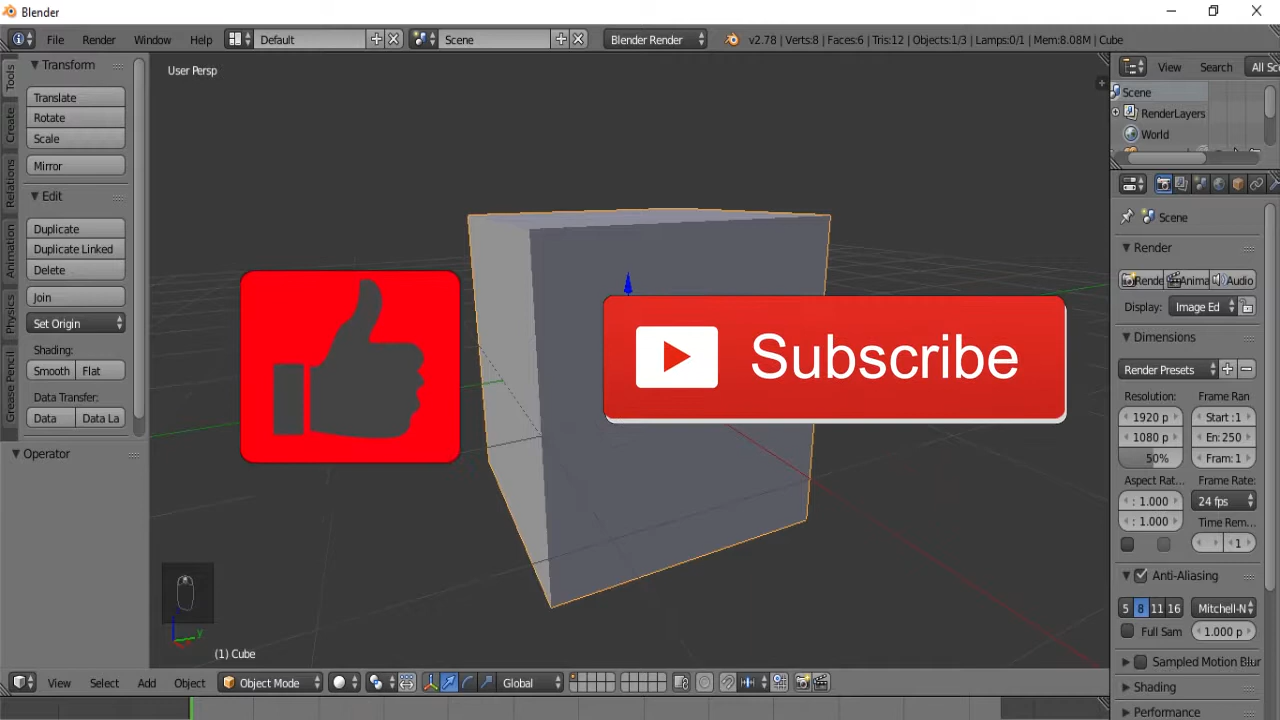 Blender
File Render Window Help Default Scene Blender Render v2.78 | Verts:8 | Faces:6 | Tris:12 | Objects:1/3 | Lamps:0/1 | Mem:8.08M | Cube
Tools
Create
Relations
Animation
Physics
Grease Pencil
Transform
Translate
Rotate
Scale
Mirror
Edit
Duplicate
Duplicate Linked
Delete
Join
Set Origin
Shading:
Smooth Flat
Data Transfer:
Data Data La
Operator
User Persp
Subscribe
y
(1) Cube
View Search All Sc
Scene
RenderLayers
World
Scene
Render
Rende Anima Audio
Display: Image Ed
Dimensions
Render Presets
Resolution: Frame Ran
1920 p Start :1
1080 p En: 250
50% Fram: 1
Aspect Rat... Frame Rate:
: 1.000 24 fps
: 1.000 Time Rem...
1
Anti-Aliasing
5 8 11 16 Mitchell-N
Full Sam 1.000 p
Sampled Motion Blur
Shading
Performance
View Select Add Object Object Mode Global